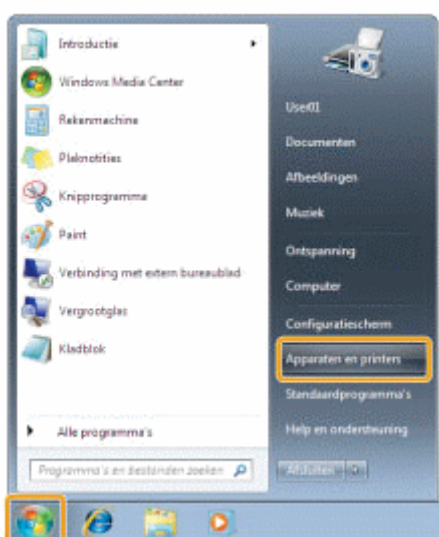 Introductie
Windows Media Center
Rekenmachine
Plaknotities
Knipprogramma
Paint
Verbinding met extern bureaublad
Vergrootglas
Kladblok
Alle programma's
Programma's en bestanden zoeken
User01
Documenten
Afbeeldingen
Muziek
Ontspanning
Computer
Configuratiescherm
Apparaten en printers
Standaardprogramma's
Help en ondersteuning
Afsluiten